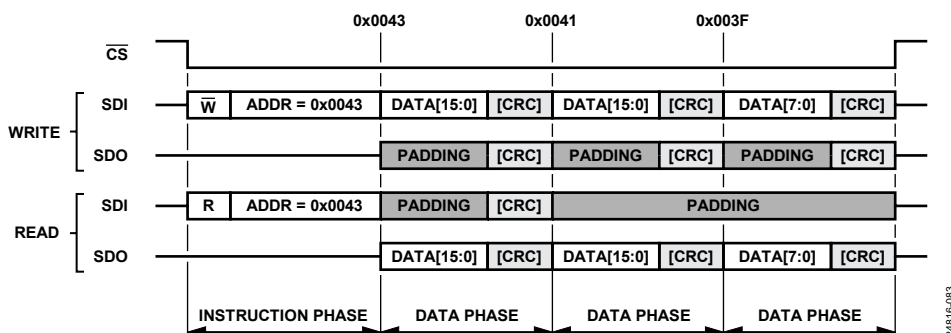 0x0043 0x0041 0x003F
CS
SDI W ADDR = 0x0043 DATA[15:0] [CRC] DATA[15:0] [CRC] DATA[7:0] [CRC]
WRITE
SDO PADDING [CRC] PADDING [CRC] PADDING [CRC]
SDI R ADDR = 0x0043 PADDING [CRC] PADDING
READ
SDO DATA[15:0] [CRC] DATA[15:0] [CRC] DATA[7:0] [CRC]
INSTRUCTION PHASE DATA PHASE DATA PHASE DATA PHASE